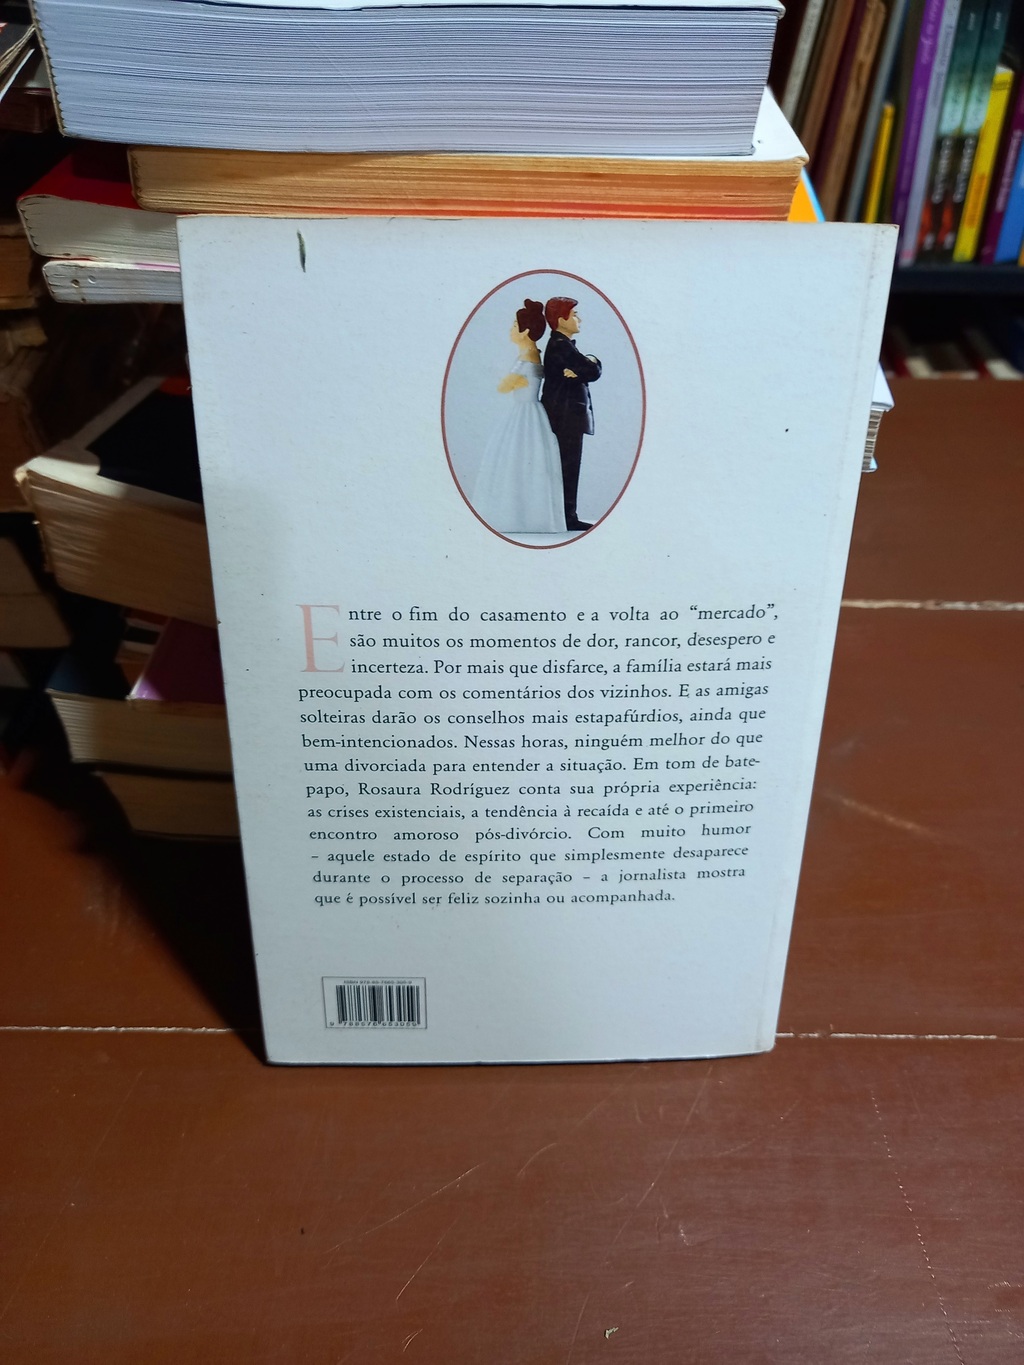 Entre o fim do casamento e a volta ao “mercado”,
são muitos os momentos de dor, rancor, desespero e
incerteza. Por mais que disfarce, a família estará mais
preocupada com os comentários dos vizinhos. E as amigas
solteiras darão os conselhos mais estapafúrdios, ainda que
bem-intencionados. Nessas horas, ninguém melhor do que
uma divorciada para entender a situação. Em tom de bate-
papo, Rosaura Rodríguez conta sua própria experiência:
as crises existenciais, a tendência à recaída e até o primeiro
encontro amoroso pós-divórcio. Com muito humor
– aquele estado de espírito que simplesmente desaparece
durante o processo de separação – a jornalista mostra
que é possível ser feliz sozinha ou acompanhada.